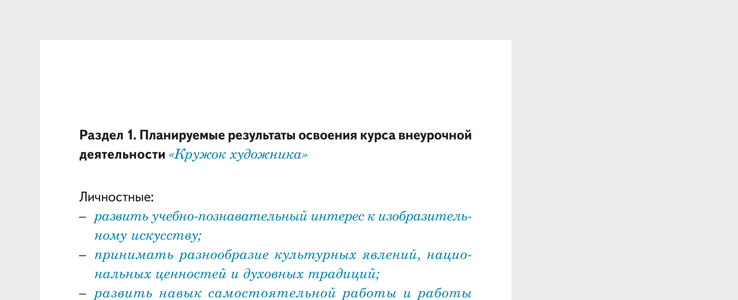 Раздел 1. Планируемые результаты освоения курса внеурочной
деятельности «Кружок художника»
Личностные:
– развить учебно-познавательный интерес к изобразитель-
ному искусству;
– принимать разнообразие культурных явлений, нацио-
нальных ценностей и духовных традиций;
– развить навык самостоятельной работы и работы